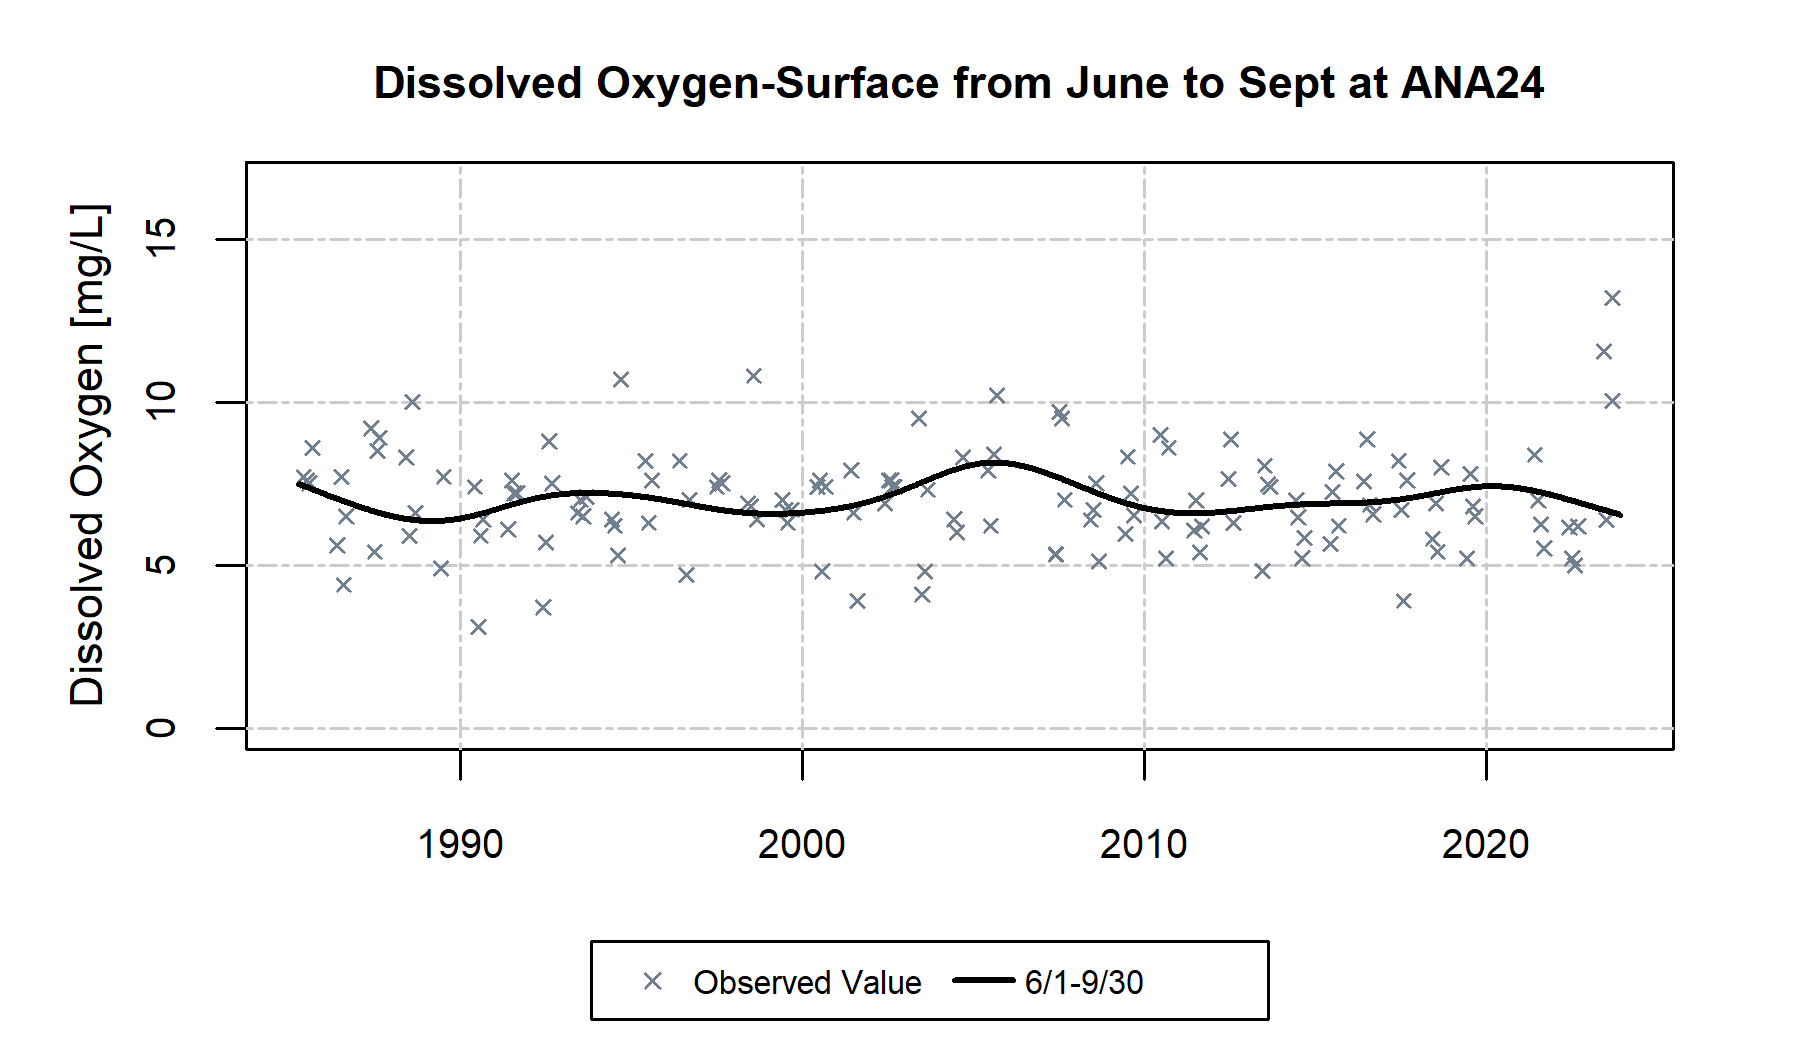 Dissolved Oxygen-Surface from June to Sept at ANA24
Dissolved Oxygen [mg/L]
15
10
5
0
1990 2000 2010 2020
Observed Value 6/1-9/30